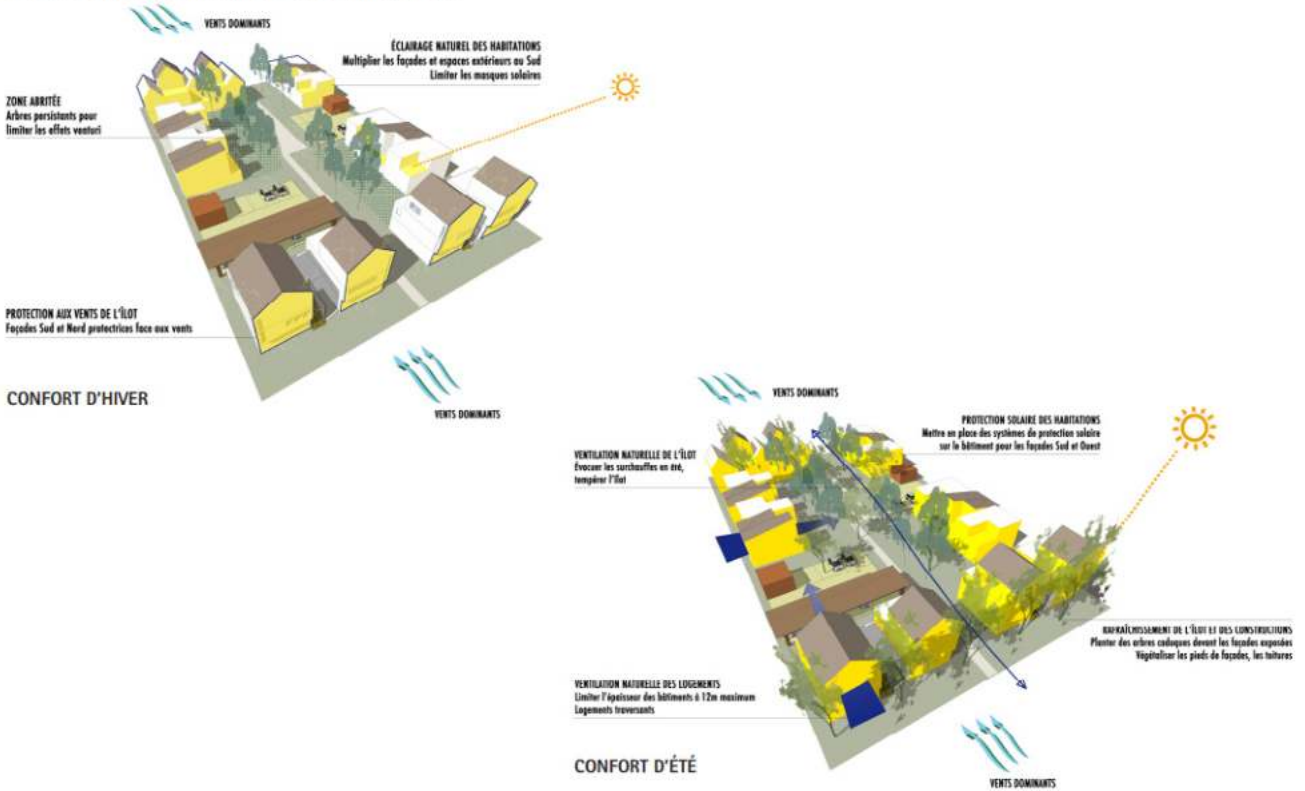 VENTS DOMINANTS
ÉCLAIRAGE NATUREL DES HABITATIONS
Multiplier les façades et espaces extérieurs au Sud
Limiter les masques solaires
ZONE ABRITÉE
Arbres persistants pour
limiter les effets venturi
PROTECTION AUX VENTS DE L'ÎLOT
Façades Sud et Nord protectrices face aux vents
CONFORT D'HIVER
VENTS DOMINANTS
VENTS DOMINANTS
PROTECTION SOLAIRE DES HABITATIONS
Mettre en place des systèmes de protection solaire
sur le bâtiment pour les façades Sud et Ouest
VENTILATION NATURELLE DE L'ÎLOT
Évacuer les surchauffes en été,
tempérer l'îlot
RAFRAÎCHISSEMENT DE L'ÎLOT ET DES CONSTRUCTIONS
Planter des arbres caduques devant les façades exposées
Végétaliser les pieds de façades, les toitures
VENTILATION NATURELLE DES LOGEMENTS
Limiter l'épaisseur des bâtiments à 12m maximum
Logements traversants
CONFORT D'ÉTÉ
VENTS DOMINANTS